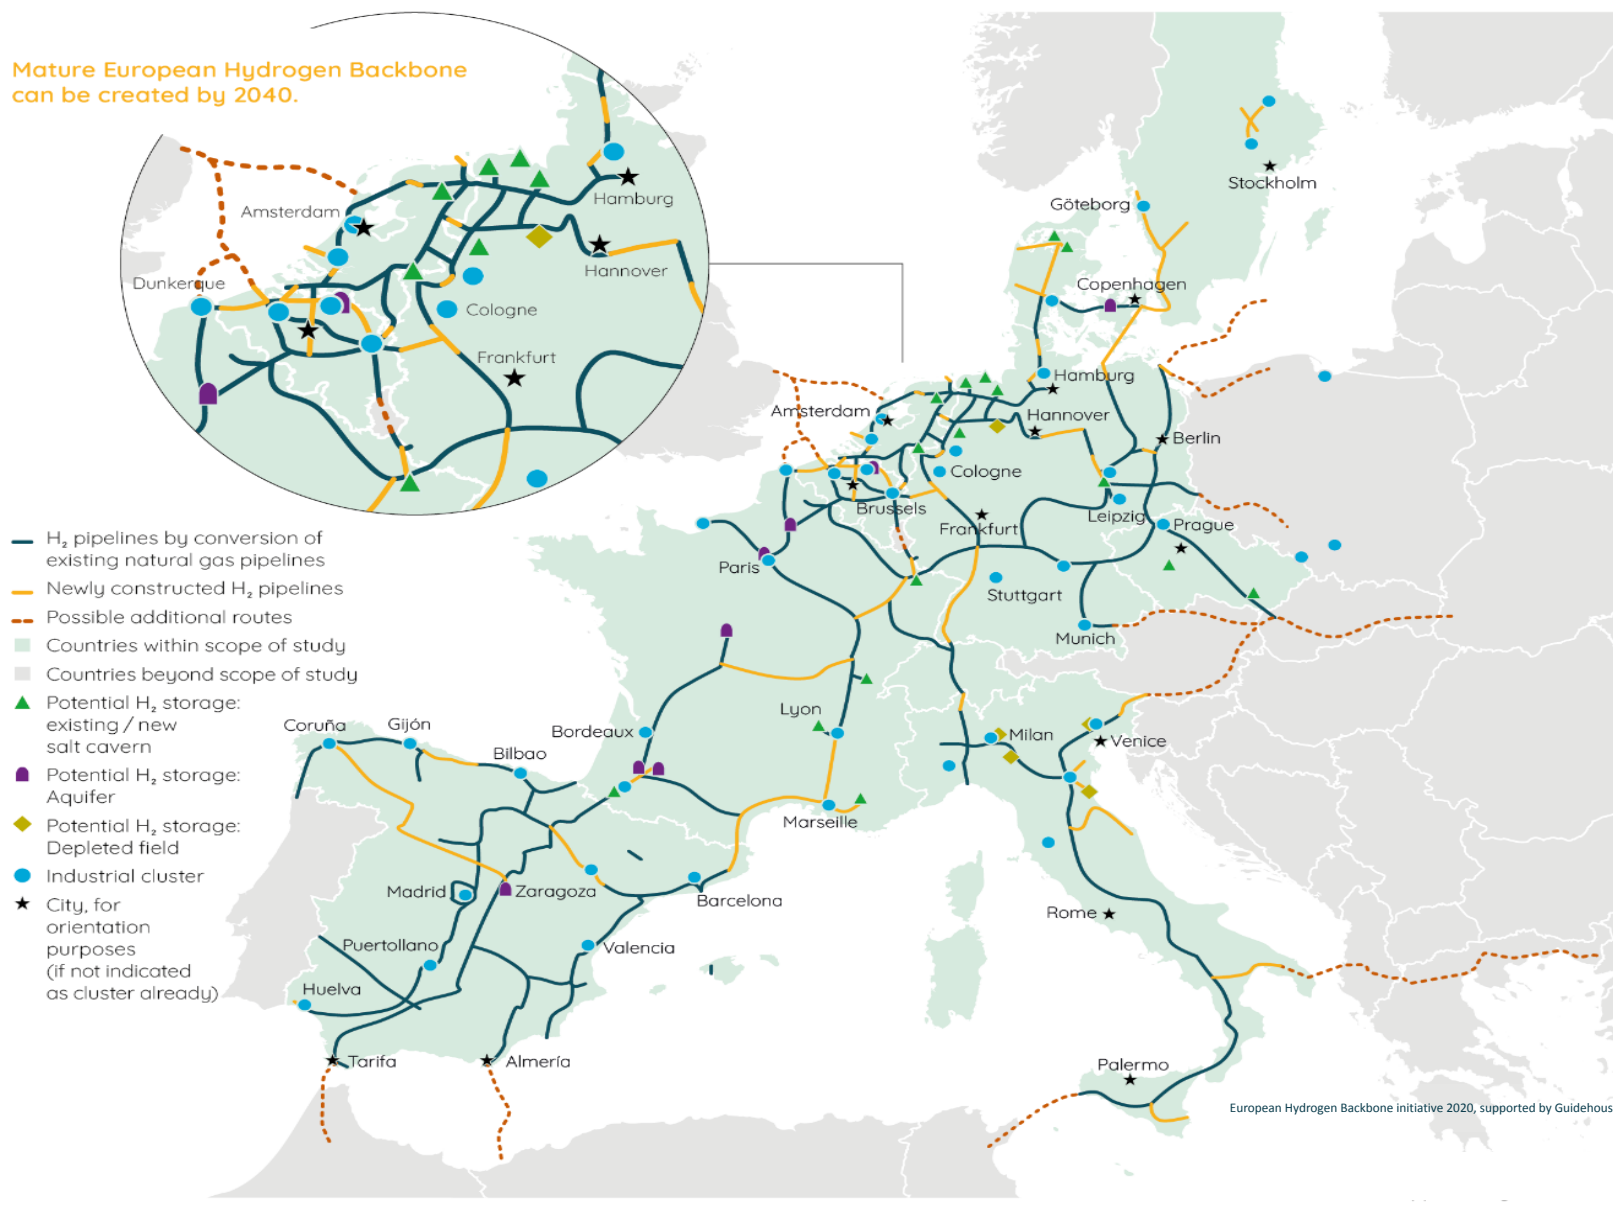 Mature European Hydrogen Backbone
can be created by 2040.
Amsterdam
Hamburg
Hannover
Dunkerque
Cologne
Frankfurt
H₂ pipelines by conversion of
existing natural gas pipelines
Newly constructed H₂ pipelines
Possible additional routes
Countries within scope of study
Countries beyond scope of study
Potential H₂ storage:
existing / new
salt cavern
Potential H₂ storage:
Aquifer
Potential H₂ storage:
Depleted field
Industrial cluster
City, for
orientation
purposes
(if not indicated
as cluster already)
Stockholm
Göteborg
Copenhagen
Hamburg
Amsterdam
Hannover
Berlin
Cologne
Brussels
Leipzig
Prague
Frankfurt
Paris
Stuttgart
Munich
Lyon
Bordeaux
Milan
Venice
Coruña
Gijón
Bilbao
Marseille
Madrid
Zaragoza
Barcelona
Rome
Puertollano
Valencia
Huelva
Tarifa
Almería
Palermo
European Hydrogen Backbone initiative 2020, supported by Guidehous